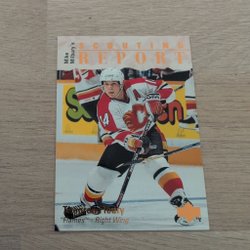 Mike
Milbury's
SCOUTING
REPORT
A
C
"Flames" - Right Wing